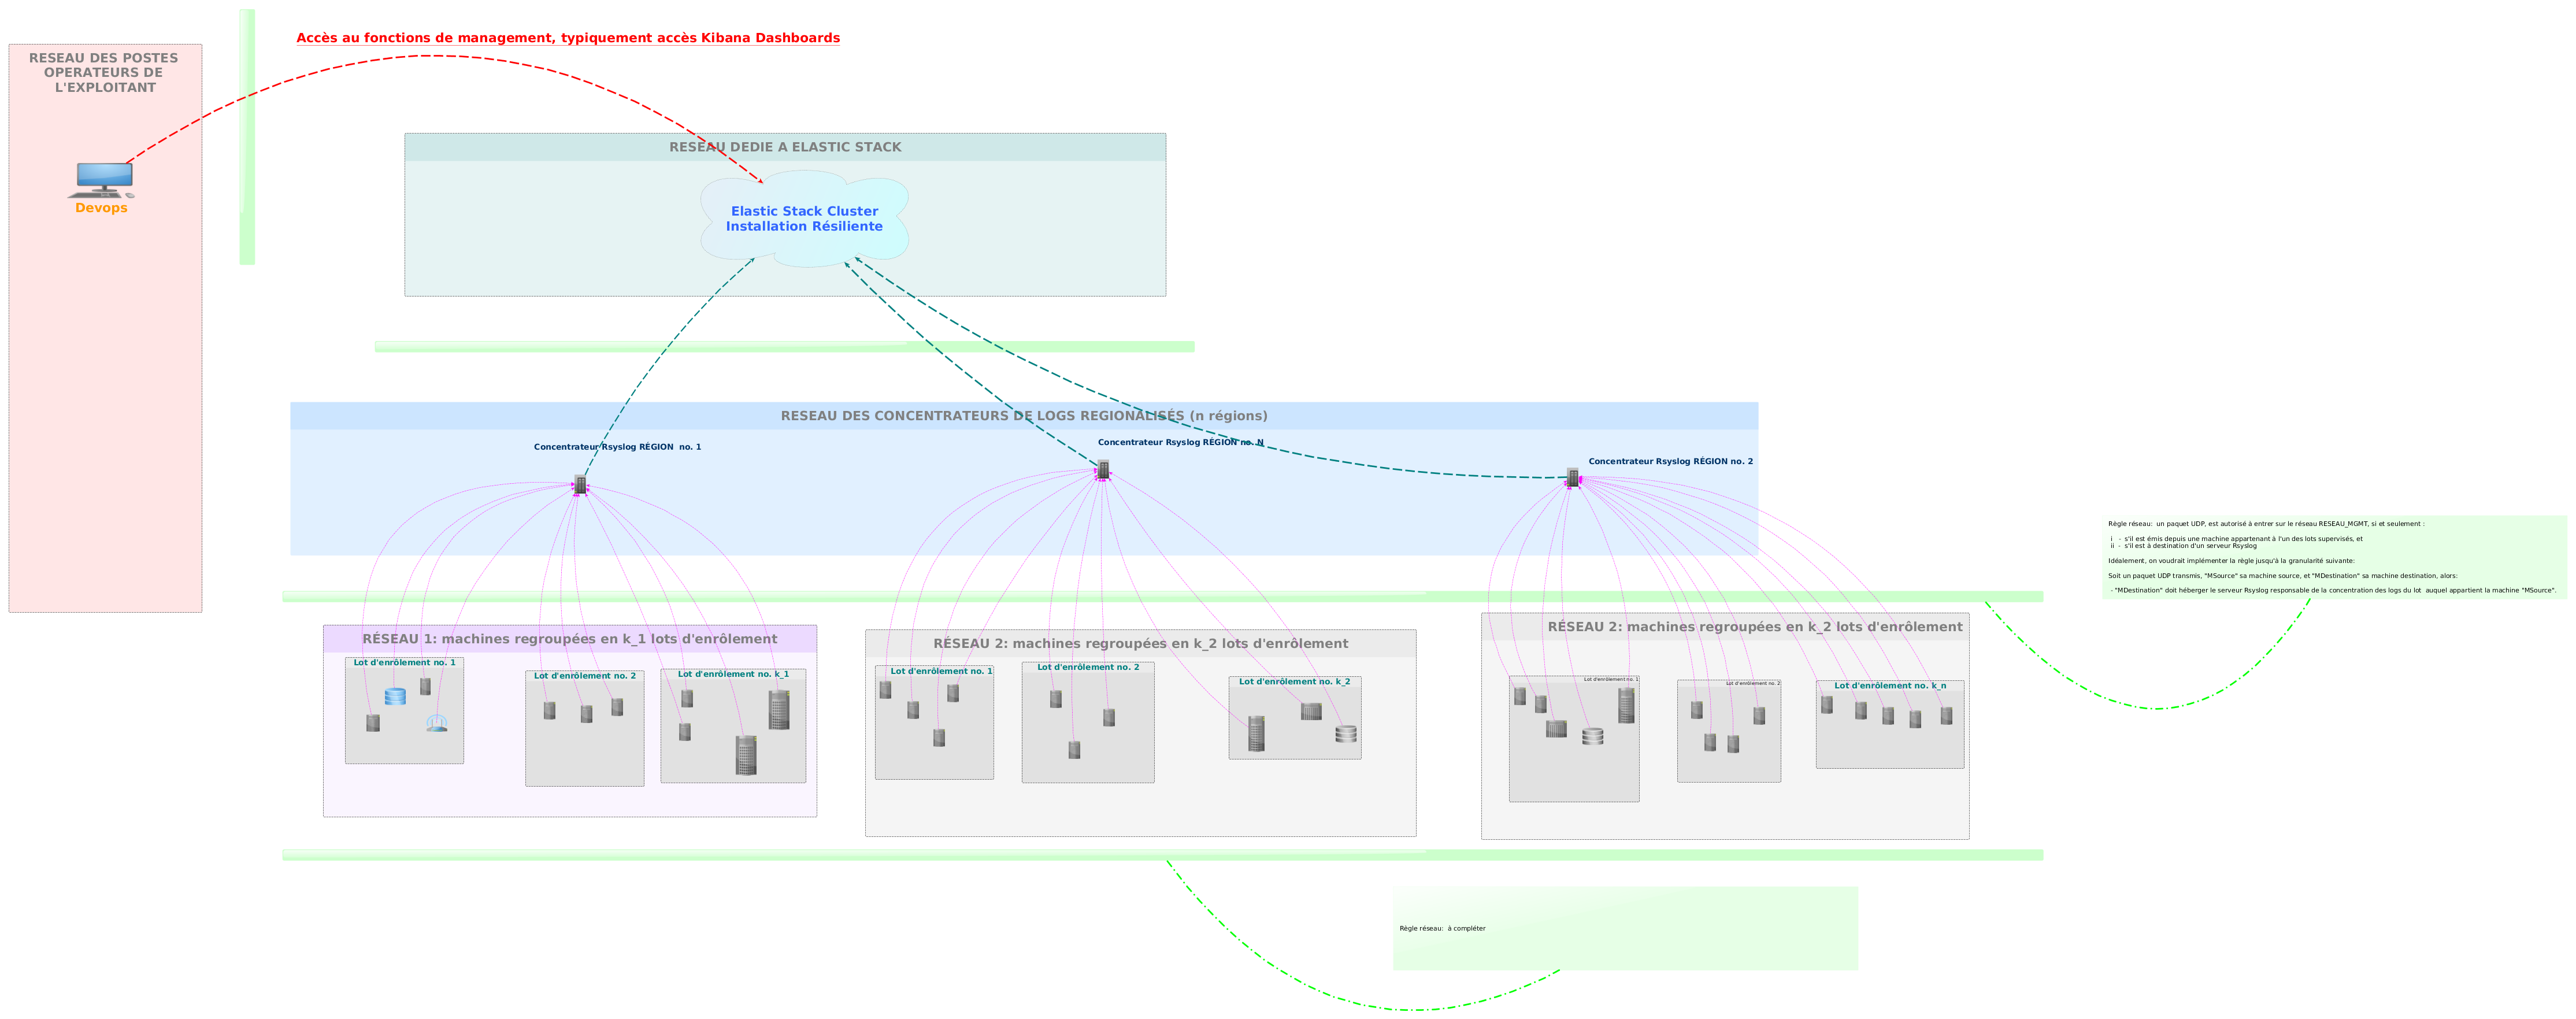 Accès au fonctions de management, typiquement accès Kibana Dashboards
RESEAU DES POSTES
OPERATEURS DE
L'EXPLOITANT
Devops
RESEAU DEDIE A ELASTIC STACK
Elastic Stack Cluster
Installation Résiliente
RESEAU DES CONCENTRATEURS DE LOGS REGIONALISÉS (n régions)
Concentrateur Rsyslog RÉGION  no. 1
Concentrateur Rsyslog RÉGION no. N
Concentrateur Rsyslog RÉGION no. 2
Règle réseau:  un paquet UDP, est autorisé à entrer sur le réseau RESEAU_MGMT, si et seulement :
i   -  s'il est émis depuis une machine appartenant à l'un des lots supervisés, et
ii  -  s'il est à destination d'un serveur Rsyslog
Idéalement, on voudrait implémenter la règle jusqu'à la granularité suivante:
Soit un paquet UDP transmis, "MSource" sa machine source, et "MDestination" sa machine destination, alors:
- "MDestination" doit héberger le serveur Rsyslog responsable de la concentration des logs du lot  auquel appartient la machine "MSource".
RÉSEAU 1: machines regroupées en k_1 lots d'enrôlement
Lot d'enrôlement no. 1
Lot d'enrôlement no. 2
Lot d'enrôlement no. k_1
RÉSEAU 2: machines regroupées en k_2 lots d'enrôlement
Lot d'enrôlement no. 1
Lot d'enrôlement no. 2
Lot d'enrôlement no. k_2
RÉSEAU 2: machines regroupées en k_2 lots d'enrôlement
Lot d'enrôlement no. 1
Lot d'enrôlement no. 2
Lot d'enrôlement no. k_n
Règle réseau:  à compléter